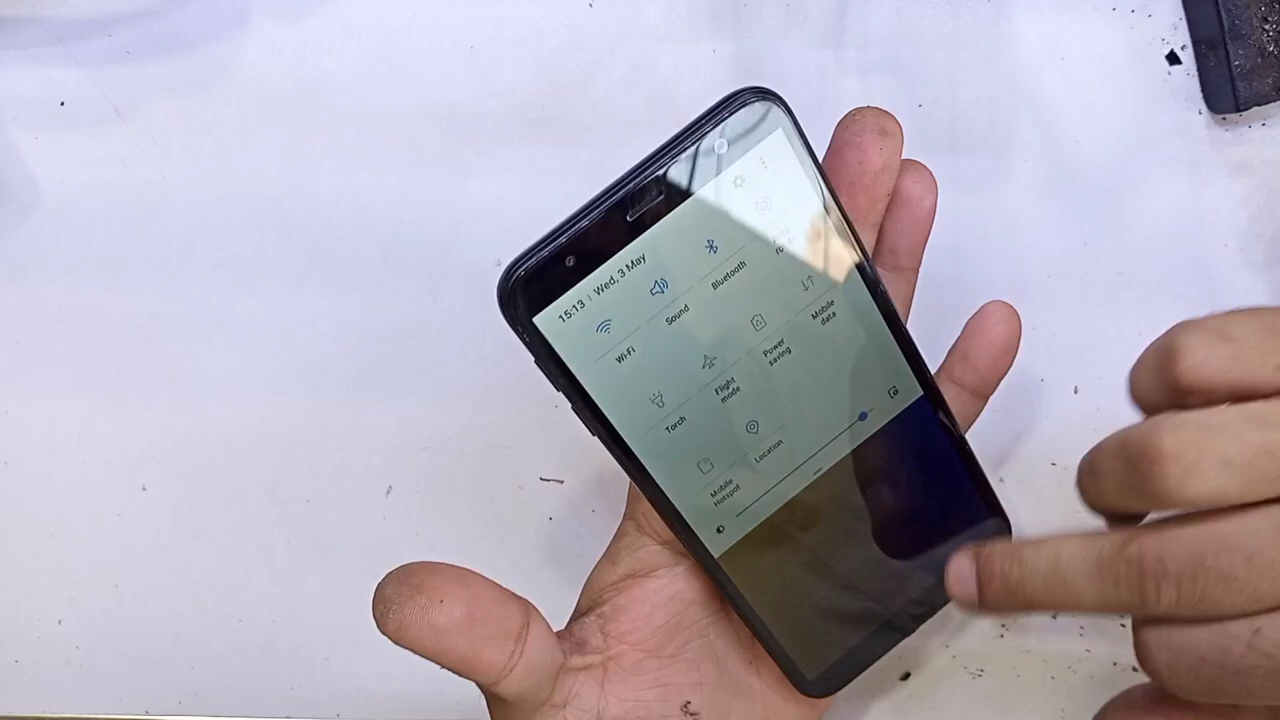 15:13 | Wed, 3 May
Wi-Fi
Sound
Bluetooth
Torch
Flight
mode
Power
saving
Mobile
data
Mobile
Hotspot
Location